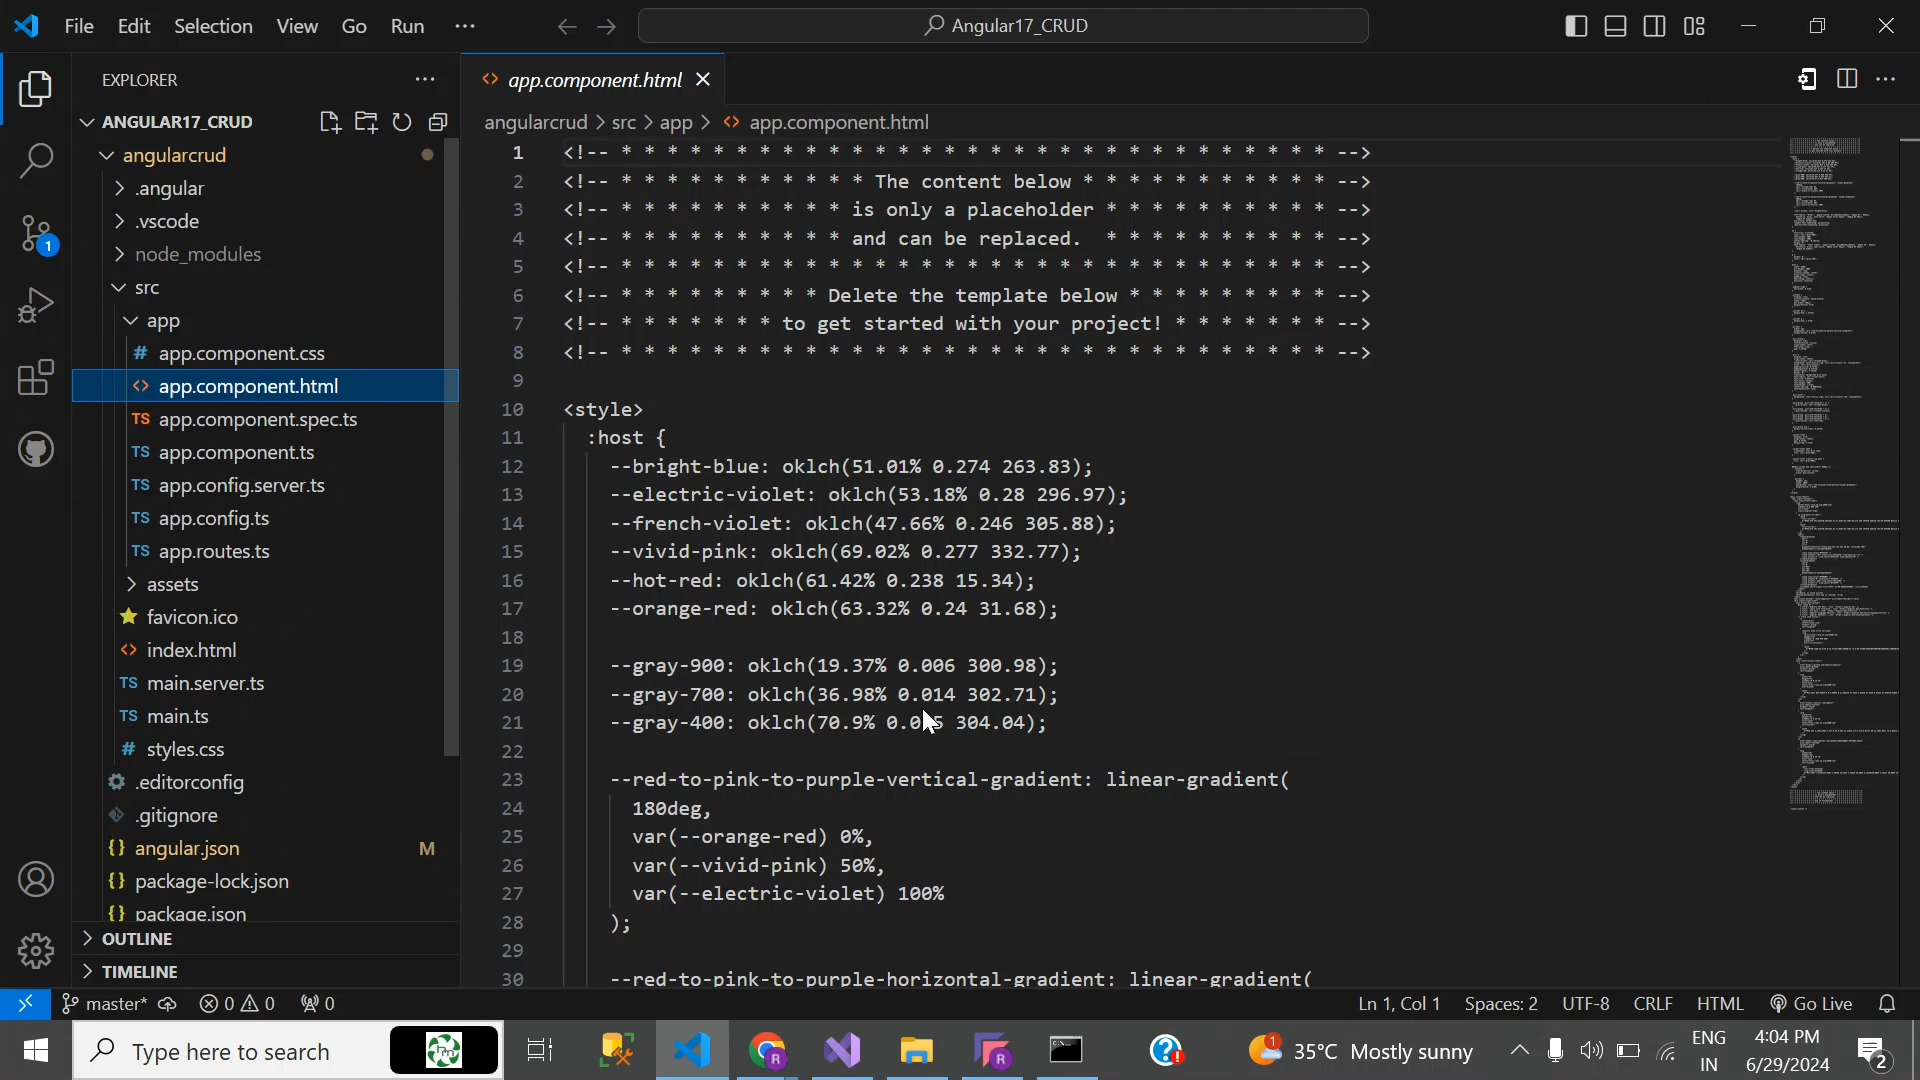 File Edit Selection View Go Run ···
Angular17_CRUD
EXPLORER
ANGULAR17_CRUD
angularcrud
.angular
.vscode
node_modules
src
app
# app.component.css
<> app.component.html
TS app.component.spec.ts
TS app.component.ts
TS app.config.server.ts
TS app.config.ts
TS app.routes.ts
assets
favicon.ico
<> index.html
TS main.server.ts
TS main.ts
# styles.css
.editorconfig
.gitignore
{} angular.json M
{} package-lock.json
{} package.json
OUTLINE
TIMELINE
<> app.component.html
angularcrud > src > app > <> app.component.html
1 <!-- * * * * * * * * * * * * * * * * * * * * * * * * * * * * * * * -->
2 <!-- * * * * * * * * * * * The content below * * * * * * * * * * * -->
3 <!-- * * * * * * * * * * is only a placeholder * * * * * * * * * * -->
4 <!-- * * * * * * * * * * and can be replaced.  * * * * * * * * * * -->
5 <!-- * * * * * * * * * * * * * * * * * * * * * * * * * * * * * * * -->
6 <!-- * * * * * * * * * Delete the template below * * * * * * * * * -->
7 <!-- * * * * * * * to get started with your project! * * * * * * * -->
8 <!-- * * * * * * * * * * * * * * * * * * * * * * * * * * * * * * * -->
9
10 <style>
11 :host {
12 --bright-blue: oklch(51.01% 0.274 263.83);
13 --electric-violet: oklch(53.18% 0.28 296.97);
14 --french-violet: oklch(47.66% 0.246 305.88);
15 --vivid-pink: oklch(69.02% 0.277 332.77);
16 --hot-red: oklch(61.42% 0.238 15.34);
17 --orange-red: oklch(63.32% 0.24 31.68);
18
19 --gray-900: oklch(19.37% 0.006 300.98);
20 --gray-700: oklch(36.98% 0.014 302.71);
21 --gray-400: oklch(70.9% 304.04);
22
23 --red-to-pink-to-purple-vertical-gradient: linear-gradient(
24 180deg,
25 var(--orange-red) 0%,
26 var(--vivid-pink) 50%,
27 var(--electric-violet) 100%
28 );
29
30 --red-to-pink-to-purple-horizontal-gradient: linear-gradient(
1
master* 0 0 0
Ln 1, Col 1 Spaces: 2 UTF-8 CRLF HTML Go Live
Type here to search
1 35°C Mostly sunny
ENG
IN
4:04 PM
6/29/2024
2